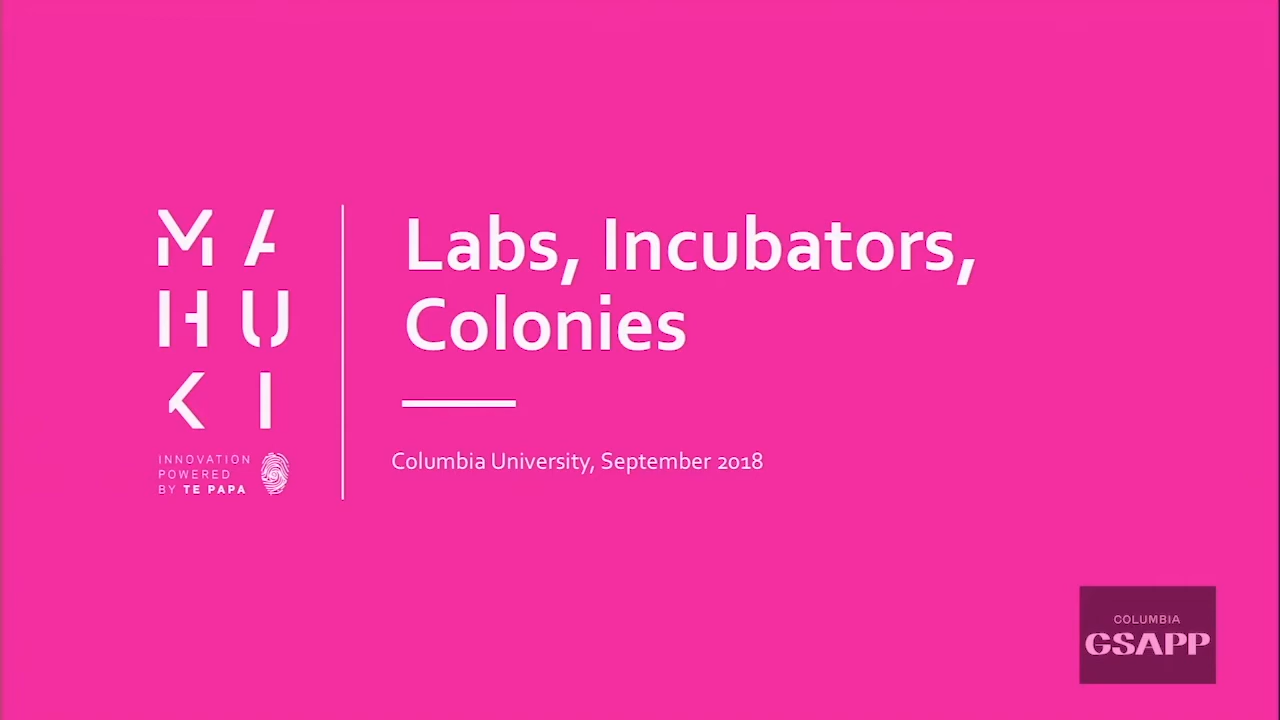 MA
HU
KI
INNOVATION
POWERED
BY TE PAPA
Labs, Incubators,
Colonies
Columbia University, September 2018
COLUMBIA
GSAPP